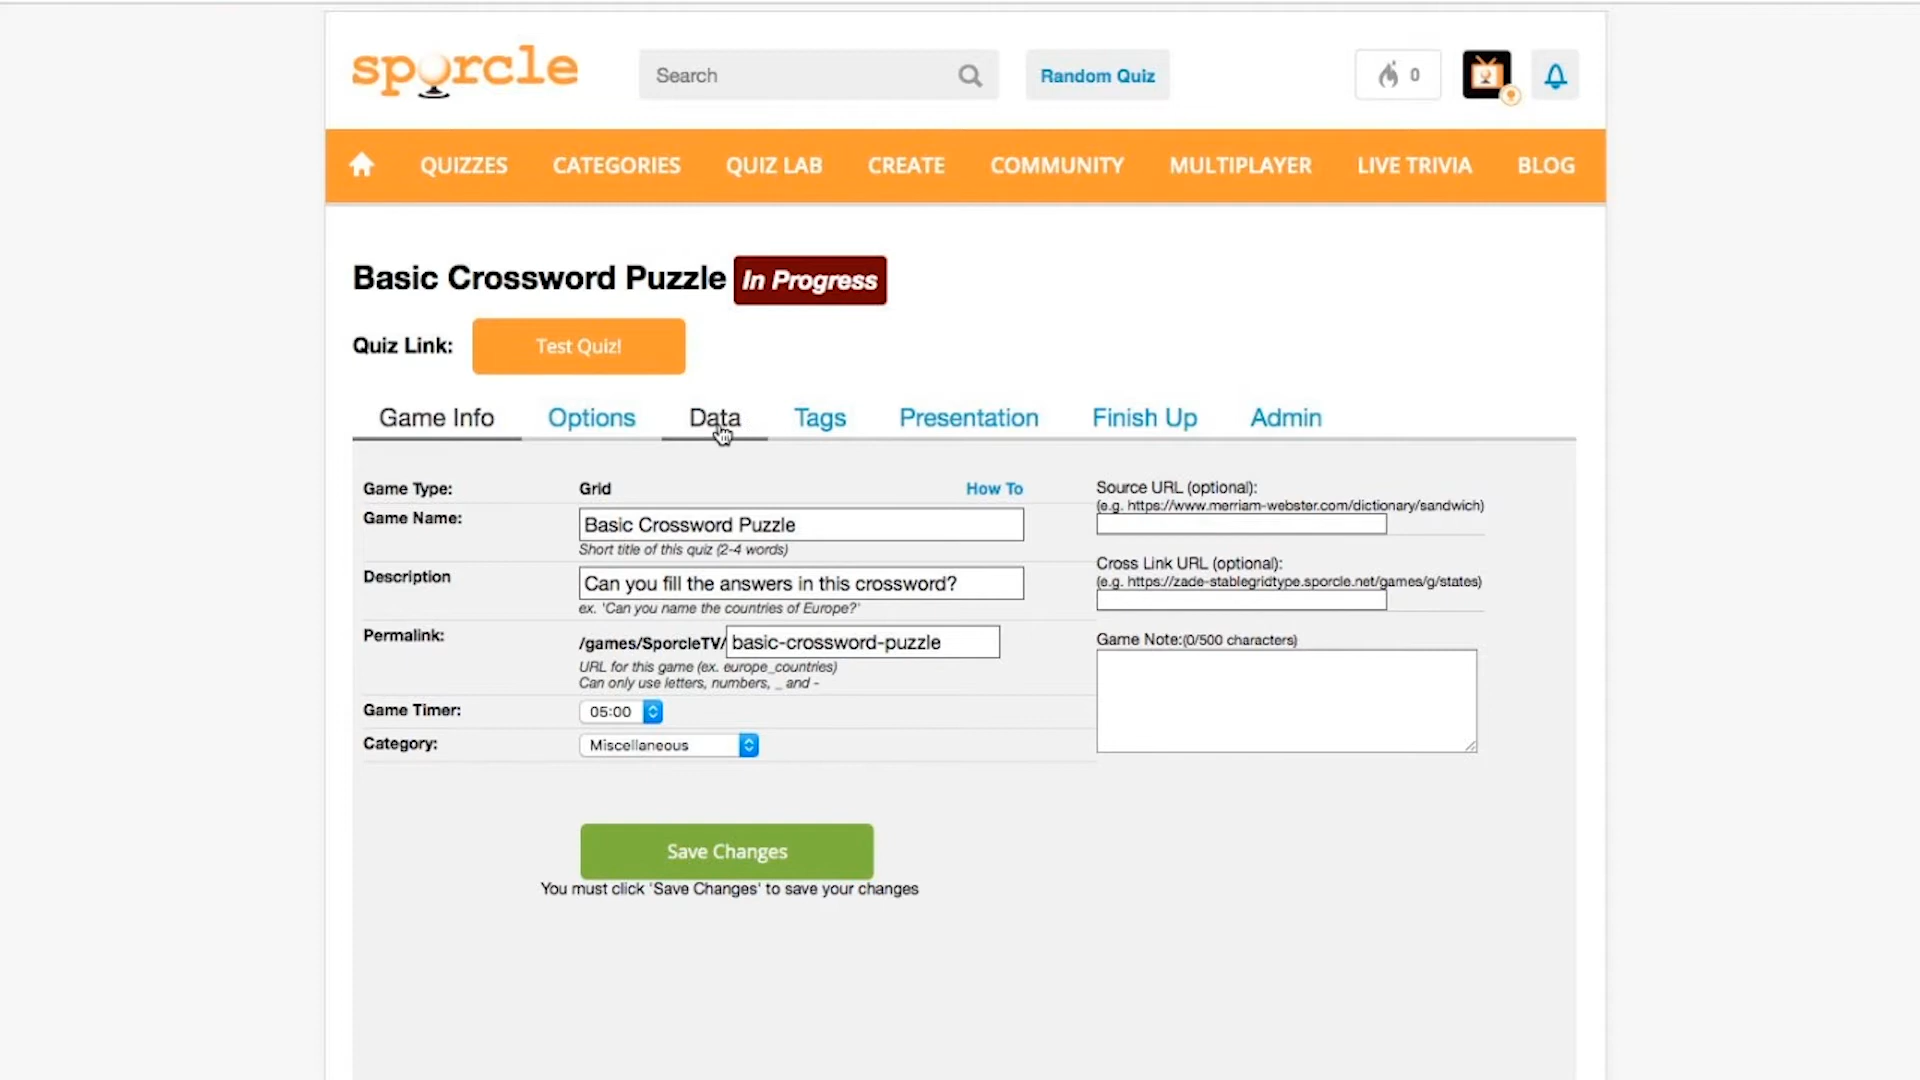 sporcle
Search
Random Quiz
0
QUIZZES CATEGORIES QUIZ LAB CREATE COMMUNITY MULTIPLAYER LIVE TRIVIA BLOG
Basic Crossword Puzzle In Progress
Quiz Link: Test Quiz!
Game Info Options Data Tags Presentation Finish Up Admin
Game Type: Grid How To
Game Name: Basic Crossword Puzzle
Short title of this quiz (2-4 words)
Description Can you fill the answers in this crossword?
ex. 'Can you name the countries of Europe?'
Permalink: /games/SporcleTV/ basic-crossword-puzzle
URL for this game (ex. europe_countries)
Can only use letters, numbers, _ and -
Game Timer: 05:00
Category: Miscellaneous
Source URL (optional):
(e.g. https://www.merriam-webster.com/dictionary/sandwich)
Cross Link URL (optional):
(e.g. https://zade-stablegridtype.sporcle.net/games/g/states)
Game Note:(0/500 characters)
Save Changes
You must click 'Save Changes' to save your changes